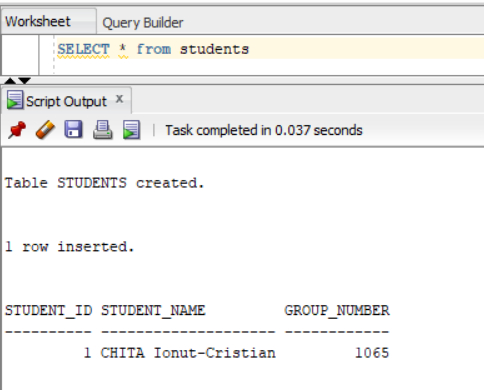 Worksheet Query Builder
SELECT * from students
Script Output x
Task completed in 0.037 seconds
Table STUDENTS created.
1 row inserted.
STUDENT_ID STUDENT_NAME GROUP_NUMBER
---------- -------------------- ------------
1 CHITA Ionut-Cristian 1065